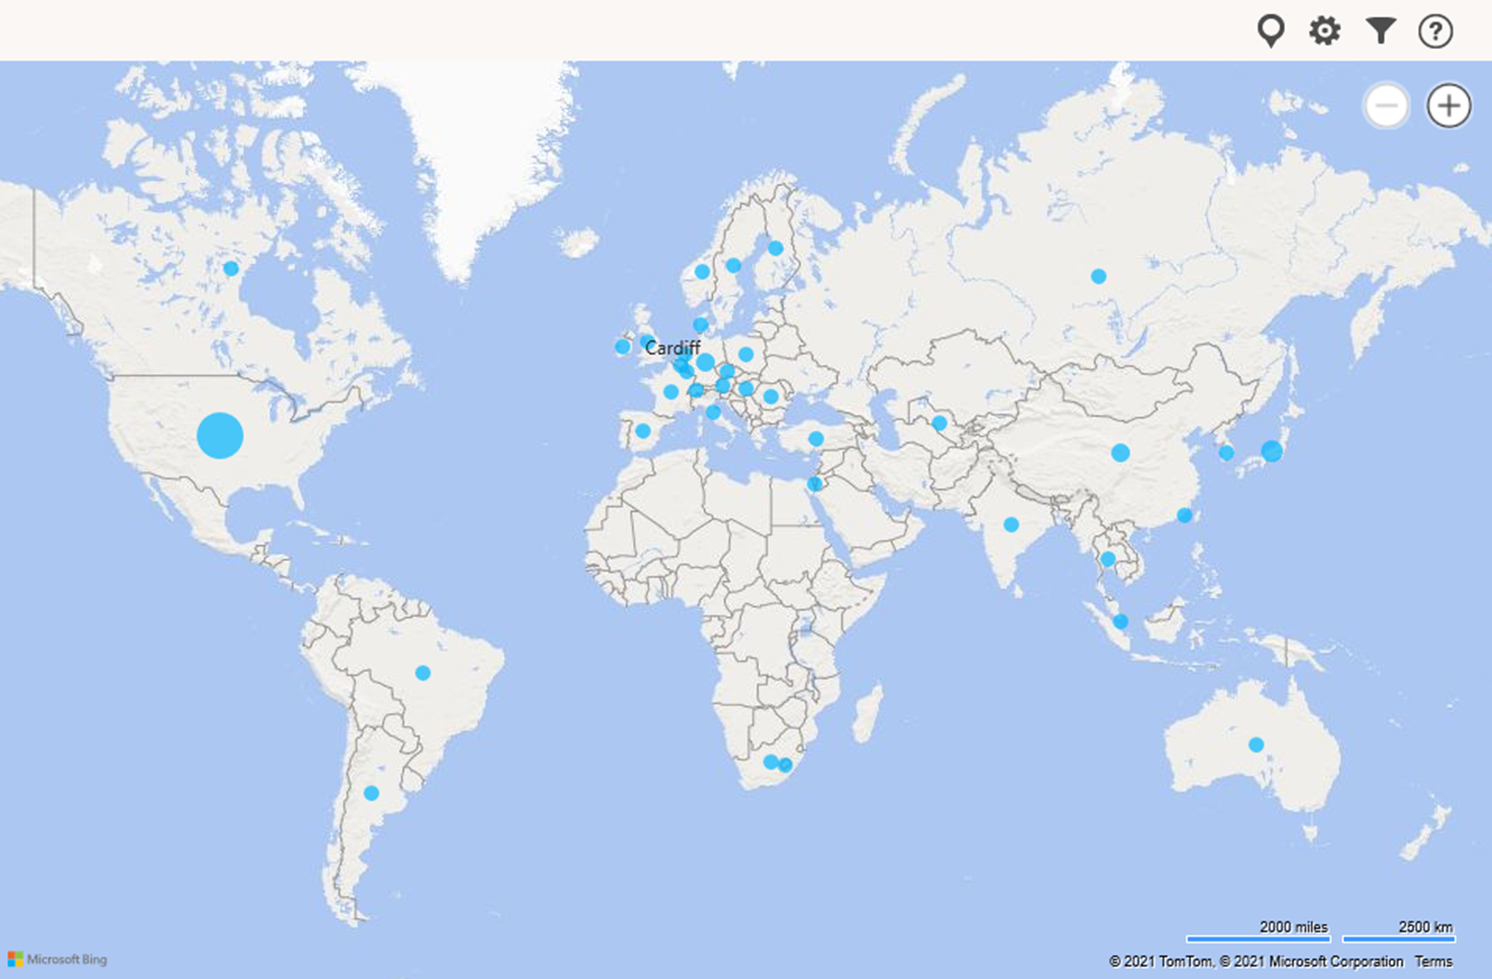 Cardiff
2000 miles 2500 km
Microsoft Bing
© 2021 TomTom, © 2021 Microsoft Corporation Terms